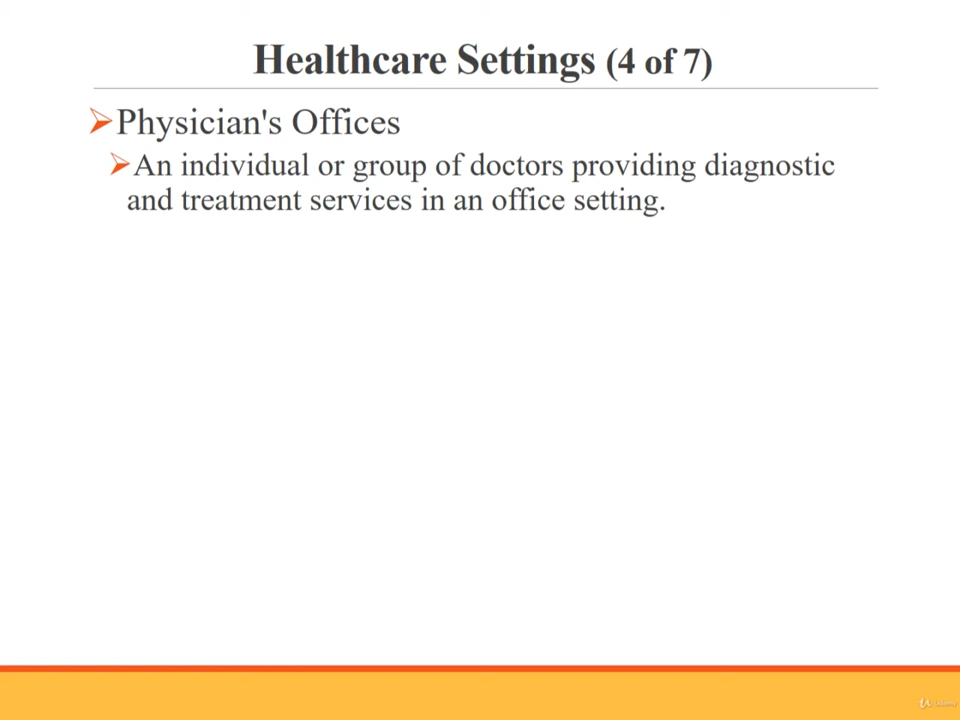 Healthcare Settings (4 of 7)
Physician's Offices
An individual or group of doctors providing diagnostic
and treatment services in an office setting.
Udemy